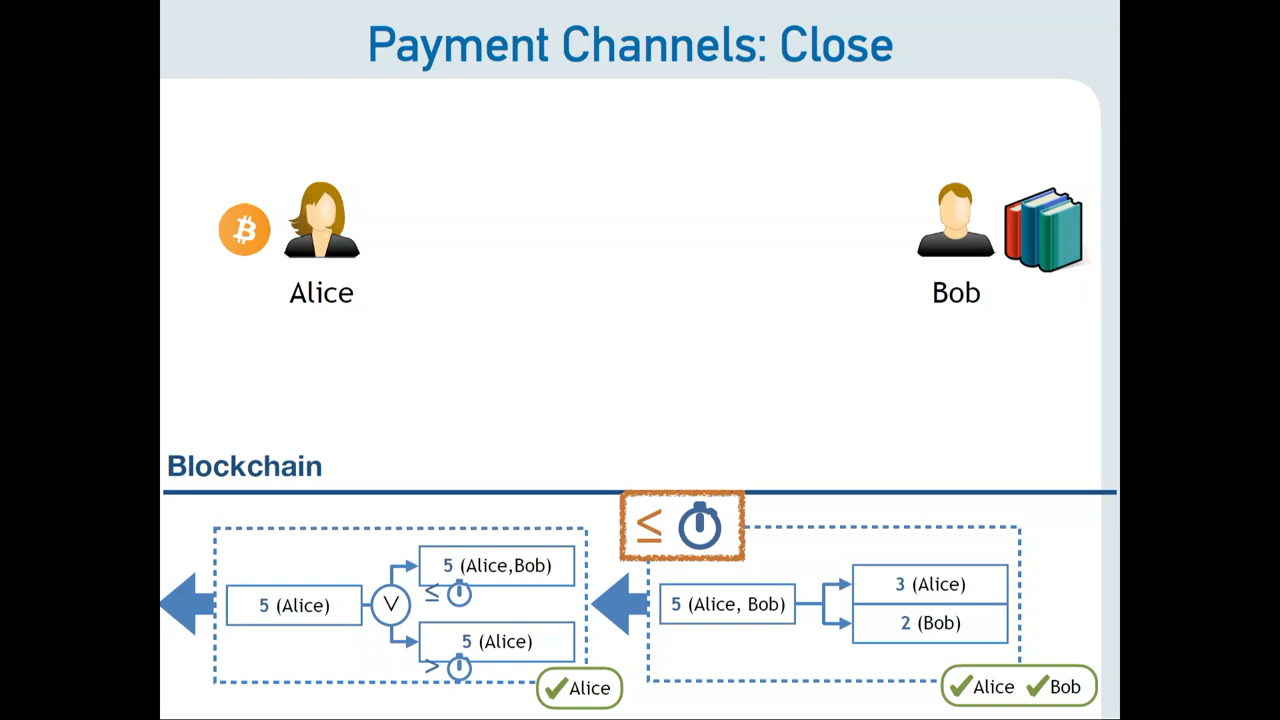 Payment Channels: Close
Alice
Bob
Blockchain
≤
5 (Alice)
V
5 (Alice,Bob)
≤
5 (Alice)
>
Alice
5 (Alice, Bob)
3 (Alice)
2 (Bob)
Alice Bob